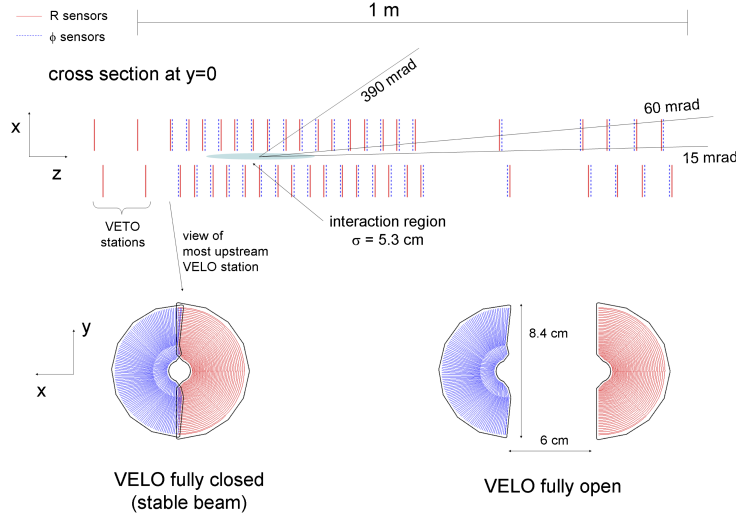 R sensors
ϕ sensors
1 m
cross section at y=0
390 mrad
60 mrad
15 mrad
x
z
VETO
stations
view of
most upstream
VELO station
interaction region
σ = 5.3 cm
y
x
8.4 cm
6 cm
VELO fully closed
(stable beam)
VELO fully open